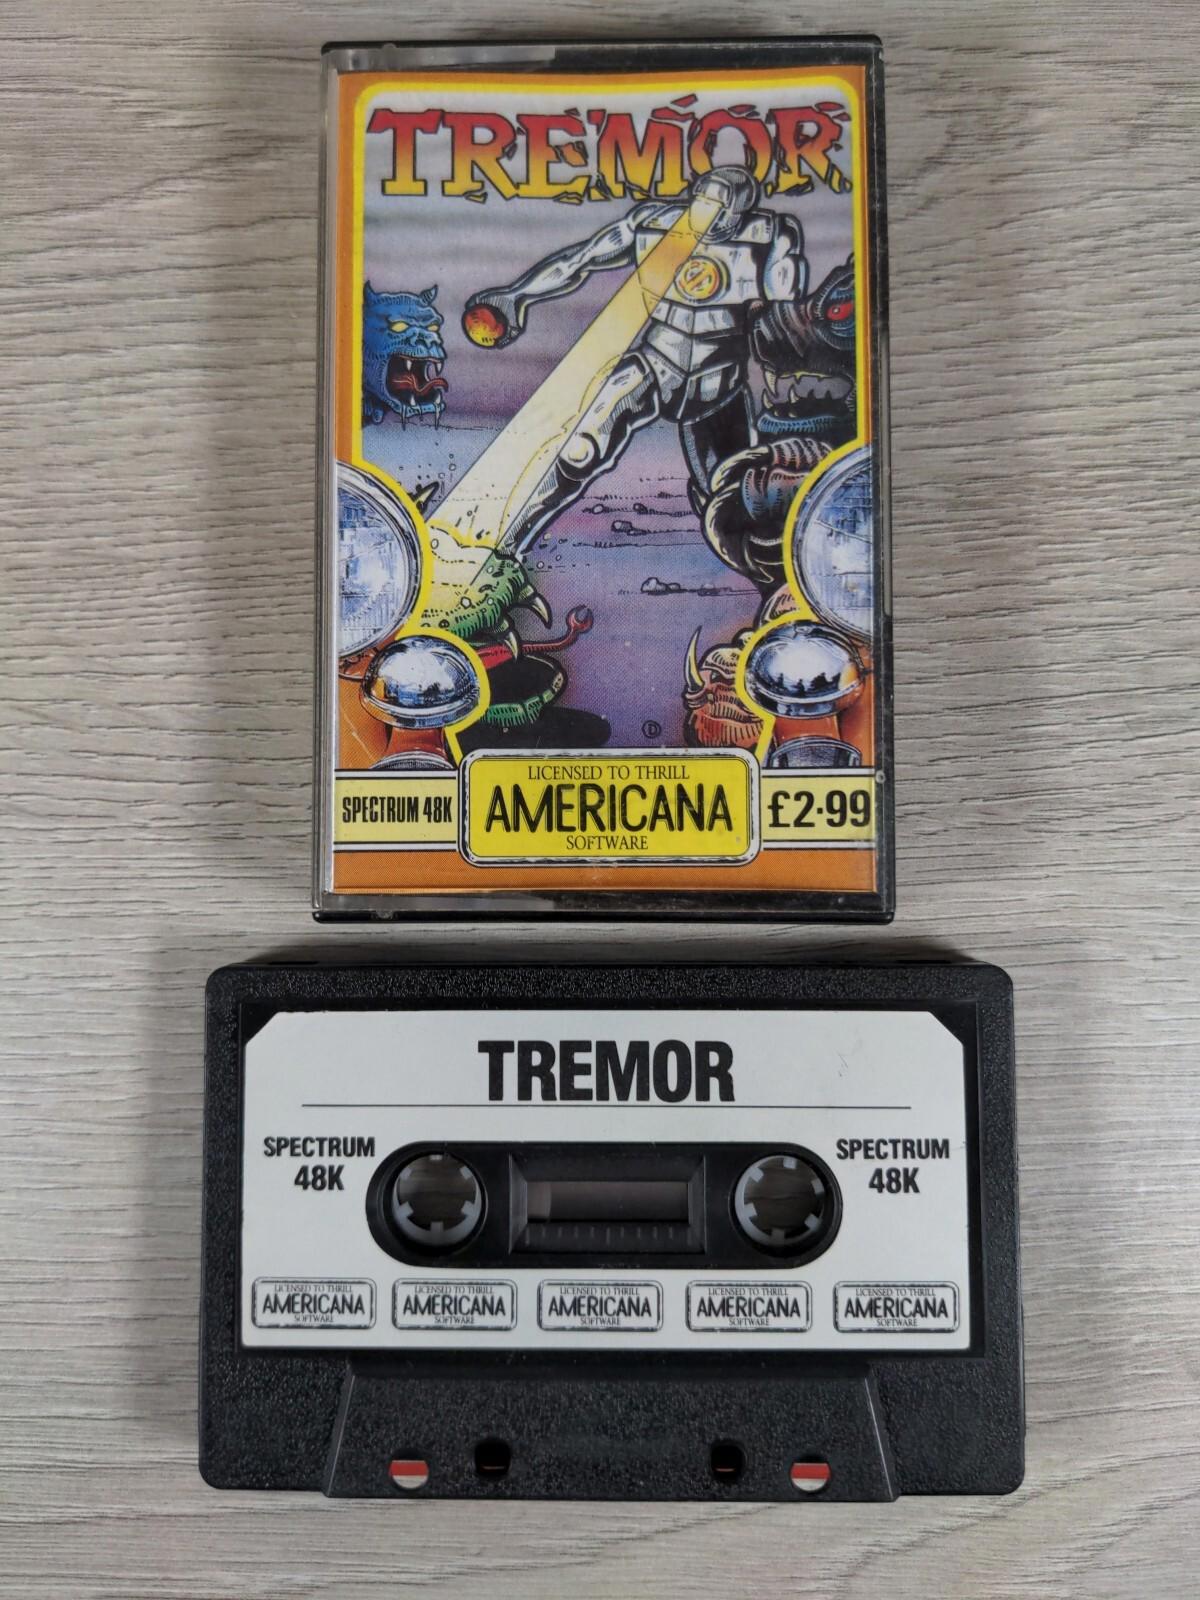 TREMOR
D
SPECTRUM 48K
LICENSED TO THRILL
AMERICANA
SOFTWARE
£2·99
TREMOR
SPECTRUM
48K
SPECTRUM
48K
LICENSED TO THRILL
AMERICANA
SOFTWARE
LICENSED TO THRILL
AMERICANA
SOFTWARE
LICENSED TO THRILL
AMERICANA
SOFTWARE
LICENSED TO THRILL
AMERICANA
SOFTWARE
LICENSED TO THRILL
AMERICANA
SOFTWARE